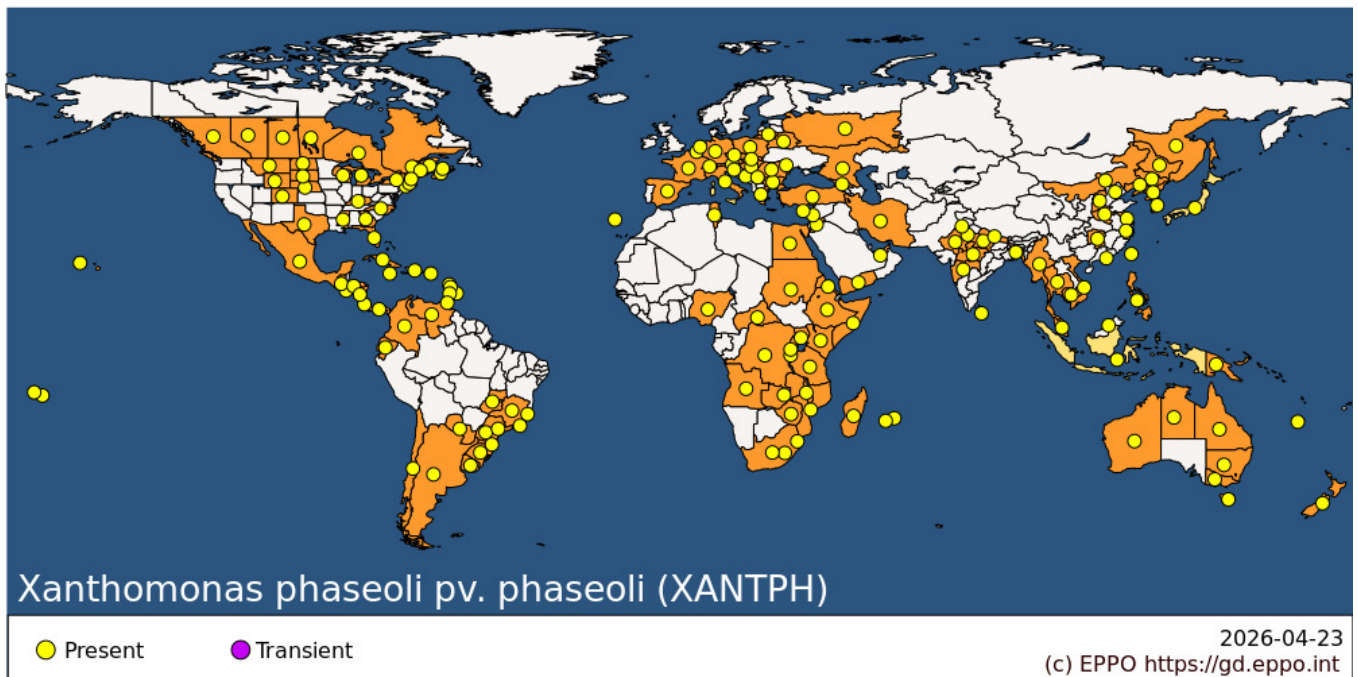 Xanthomonas phaseoli pv. phaseoli (XANTPH)
Present
Transient
2026-04-23
(c) EPPO https://gd.eppo.int